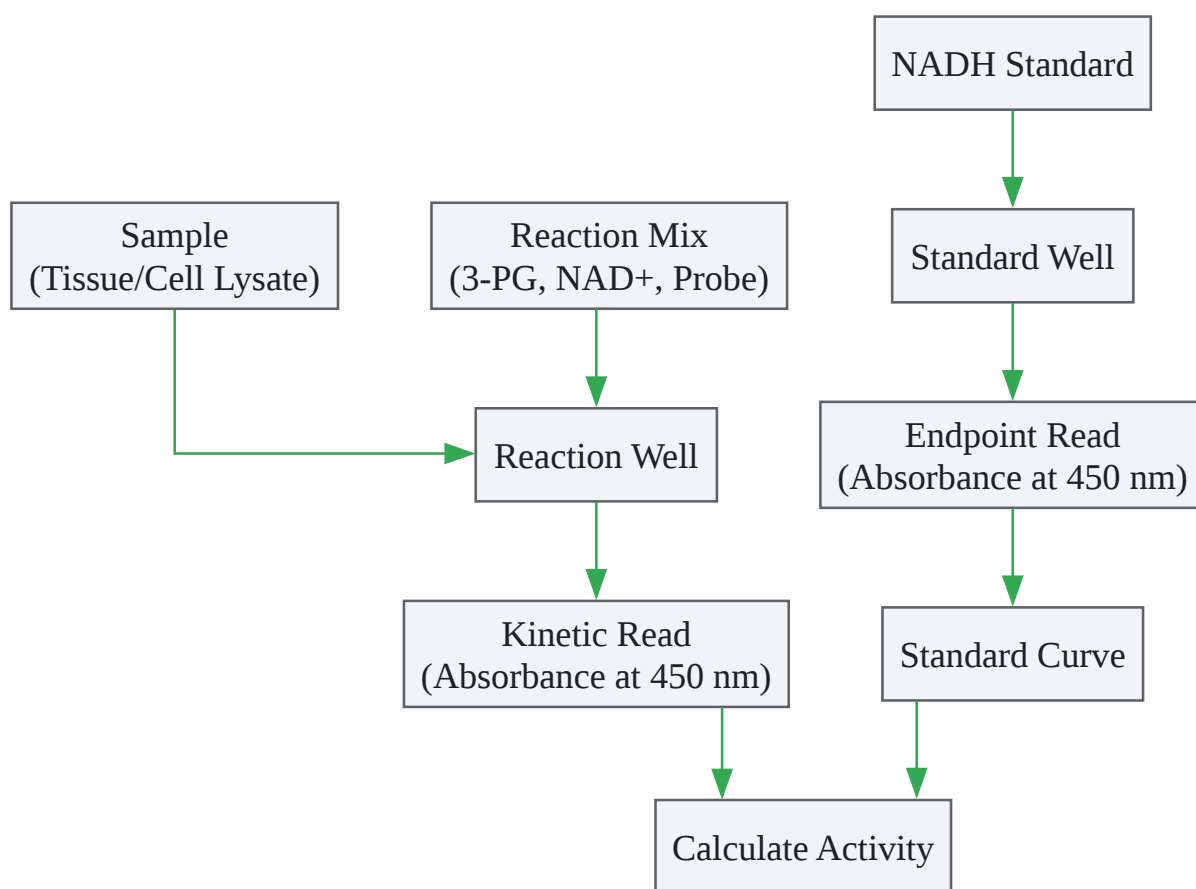 NADH Standard
Sample
(Tissue/Cell Lysate)
Reaction Mix
(3-PG, NAD+, Probe)
Standard Well
Reaction Well
Endpoint Read
(Absorbance at 450 nm)
Kinetic Read
(Absorbance at 450 nm)
Standard Curve
Calculate Activity